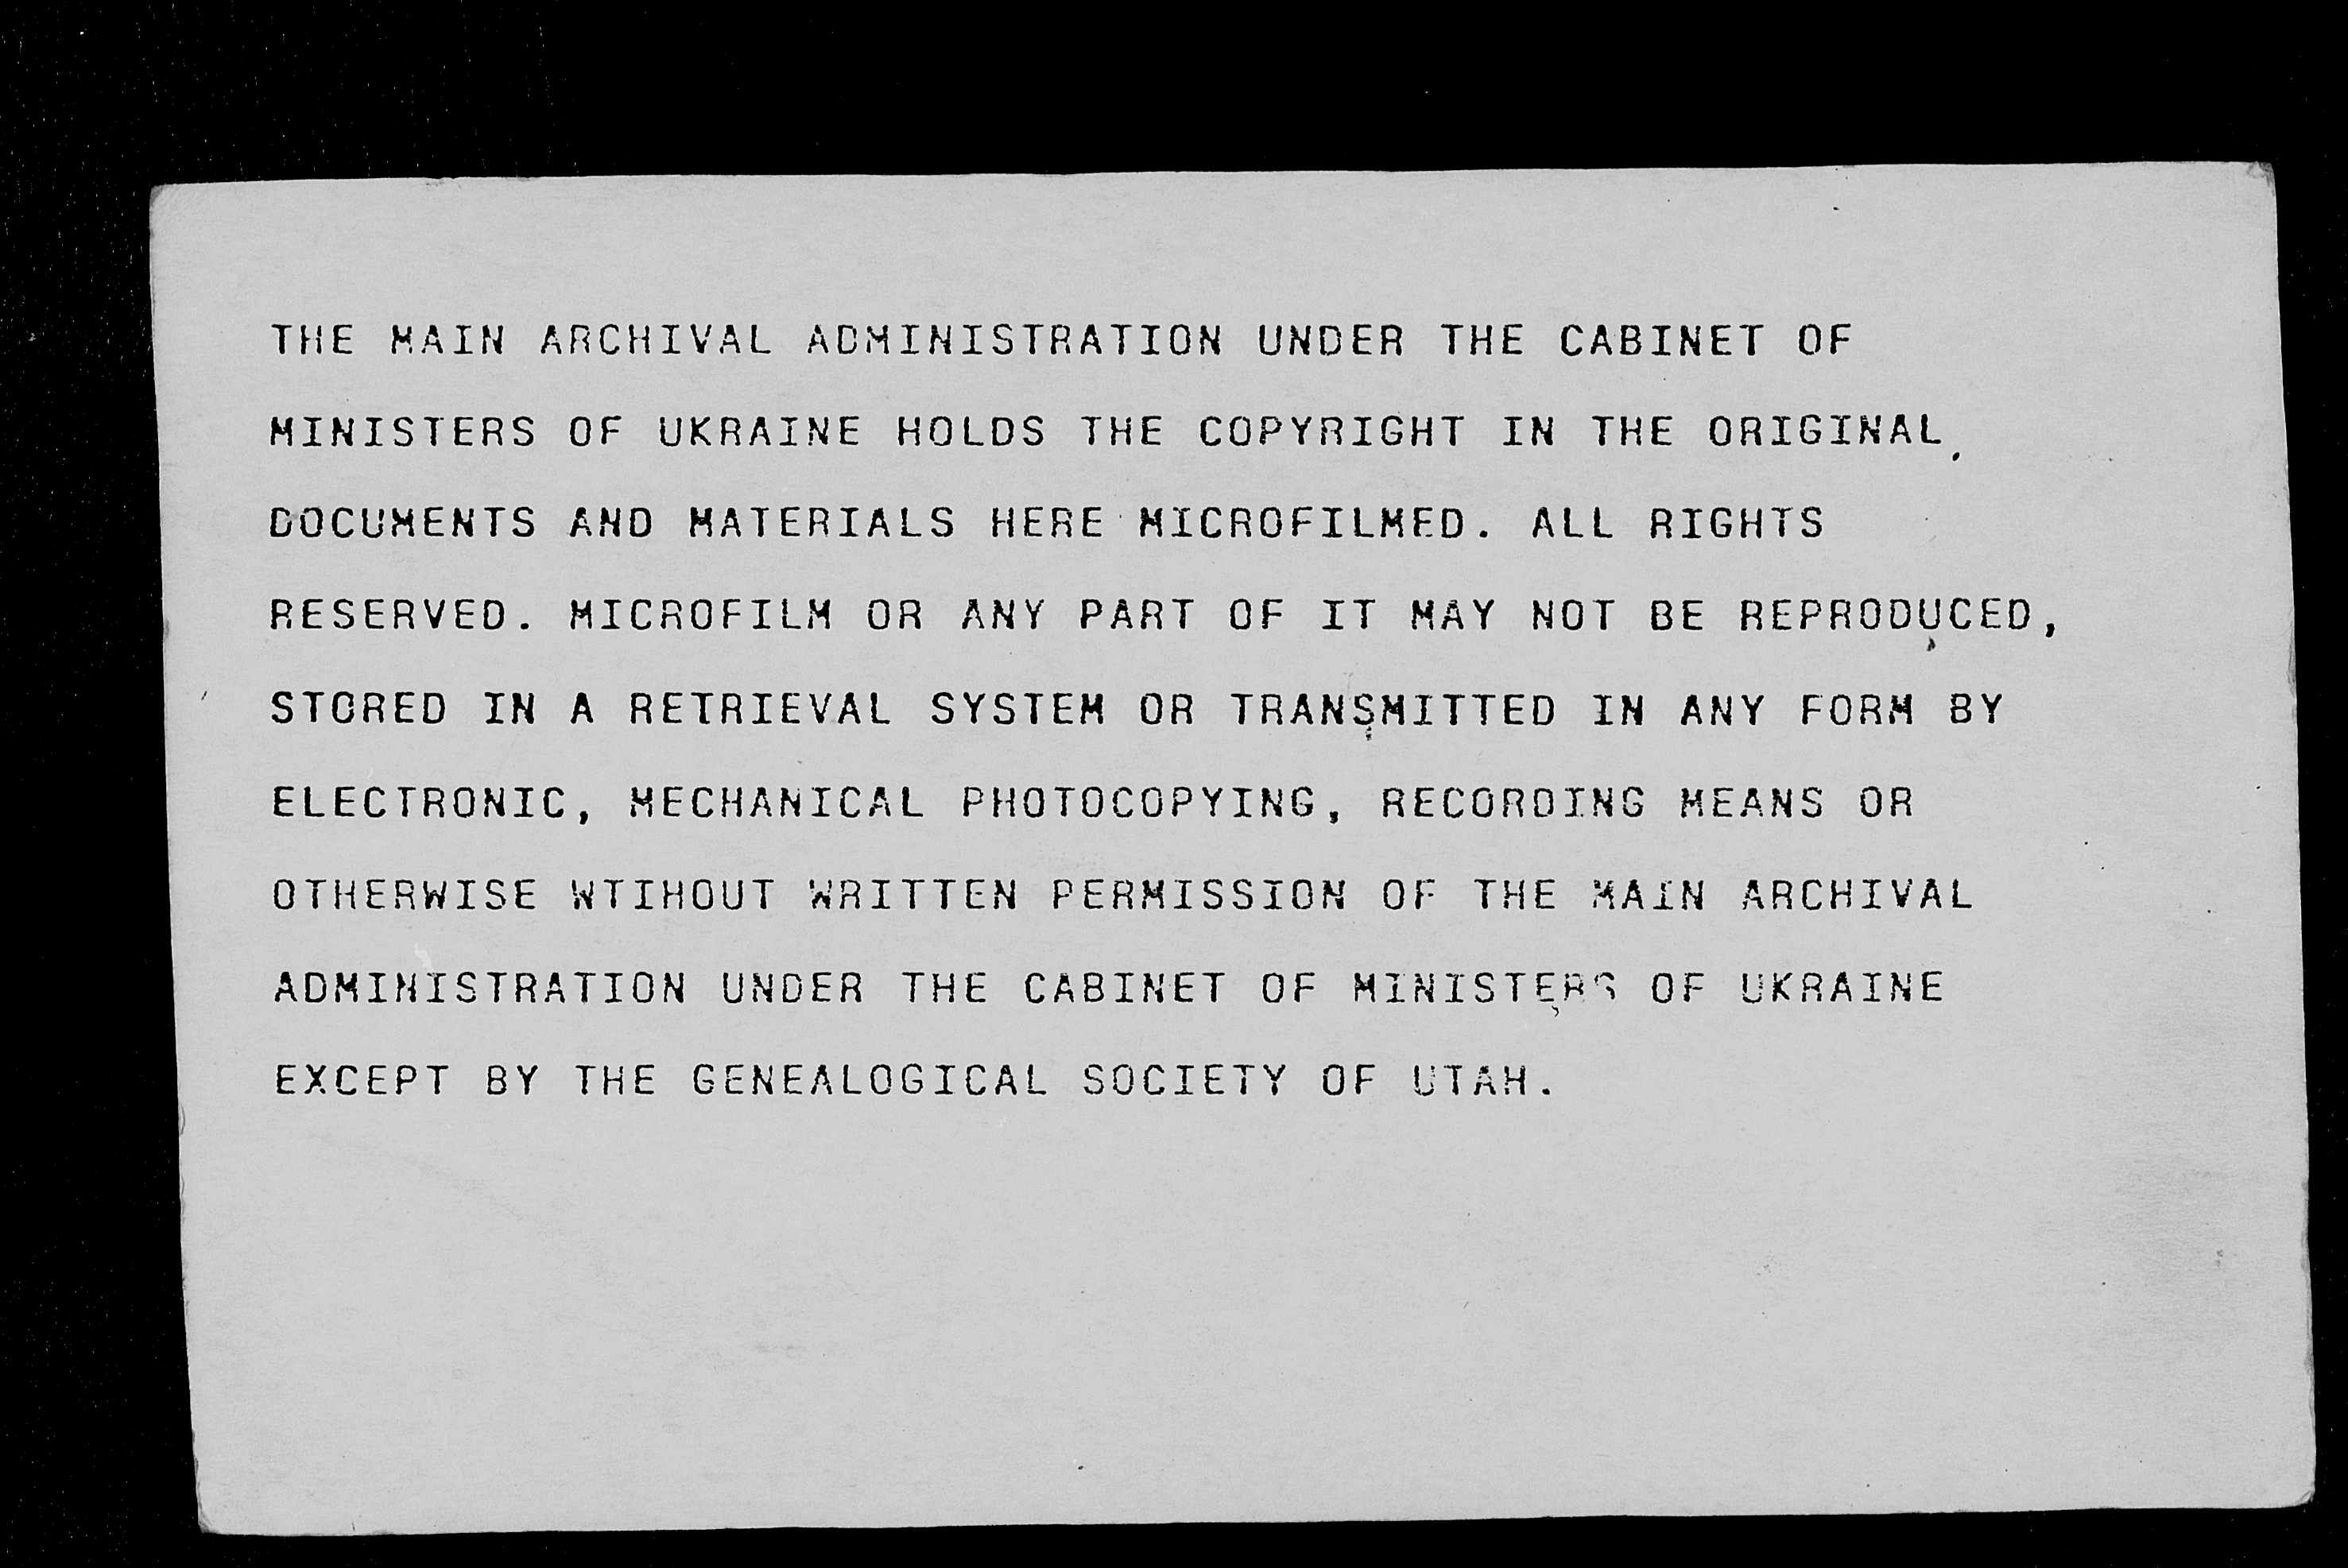 THE MAIN ARCHIVAL ADMINISTRATION UNDER THE CABINET OF
MINISTERS OF UKRAINE HOLDS THE COPYRIGHT IN THE ORIGINAL
DOCUMENTS AND MATERIALS HERE MICROFILMED. ALL RIGHTS
RESERVED. MICROFILM OR ANY PART OF IT MAY NOT BE REPRODUCED,
STORED IN A RETRIEVAL SYSTEM OR TRANSMITTED IN ANY FORM BY
ELECTRONIC, MECHANICAL PHOTOCOPYING, RECORDING MEANS OR
OTHERWISE WTIHOUT WRITTEN PERMISSION OF THE MAIN ARCHIVAL
ADMINISTRATION UNDER THE CABINET OF MINISTERS OF UKRAINE
EXCEPT BY THE GENEALOGICAL SOCIETY OF UTAH.